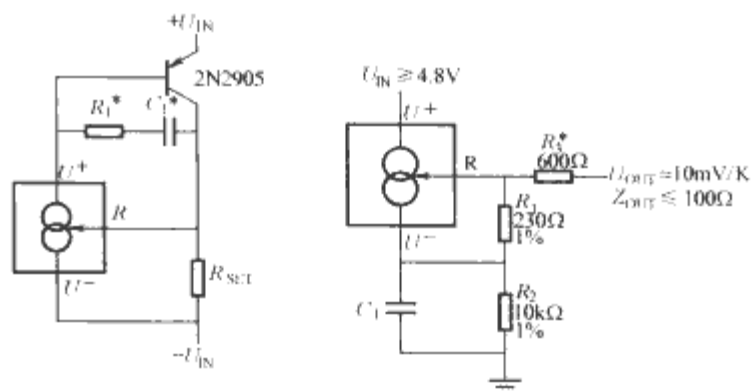 +U_IN
2N2905
R₁*
C₁*
U⁺
R
U⁻
R_SET
−U_IN
U_IN ≥ 4.8V
U⁺
R
U⁻
600Ω
U_OUT = 10mV/K
Z_OUT ≤ 100Ω
R₁
230Ω
1%
C₁
R₂
10kΩ
1%